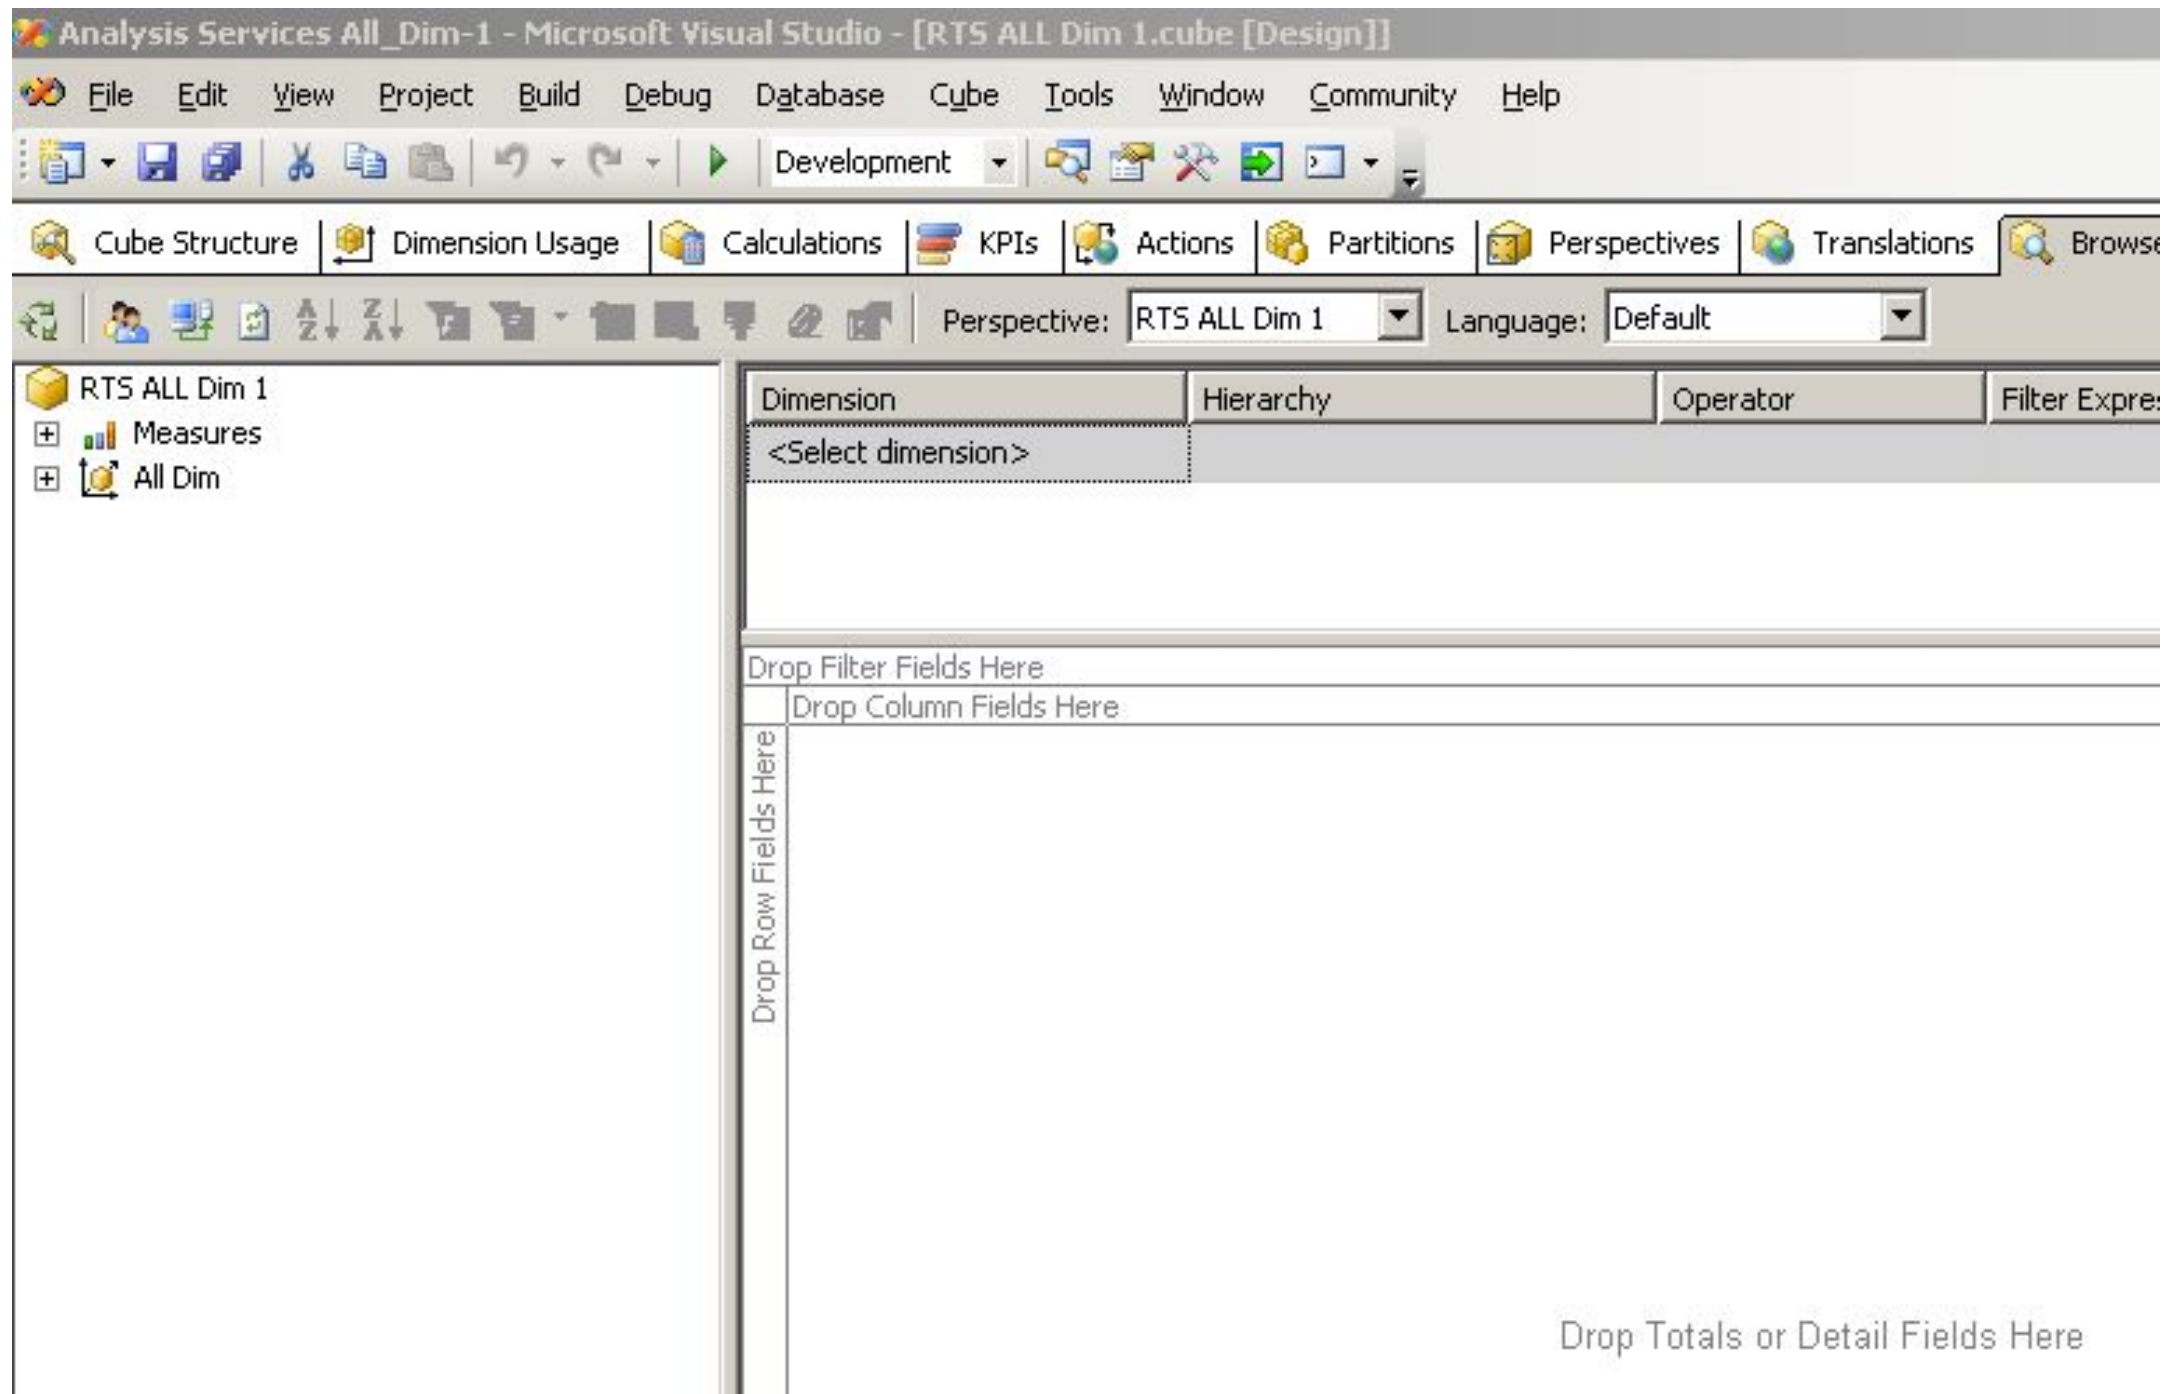 Analysis Services All_Dim-1 - Microsoft Visual Studio - [RTS ALL Dim 1.cube [Design]]
File Edit View Project Build Debug Database Cube Tools Window Community Help
Development
Cube Structure Dimension Usage Calculations KPIs Actions Partitions Perspectives Translations Browse
Perspective: RTS ALL Dim 1 Language: Default
RTS ALL Dim 1
Measures
All Dim
Dimension Hierarchy Operator Filter Expres
<Select dimension>
Drop Filter Fields Here
Drop Column Fields Here
Drop Row Fields Here
Drop Totals or Detail Fields Here